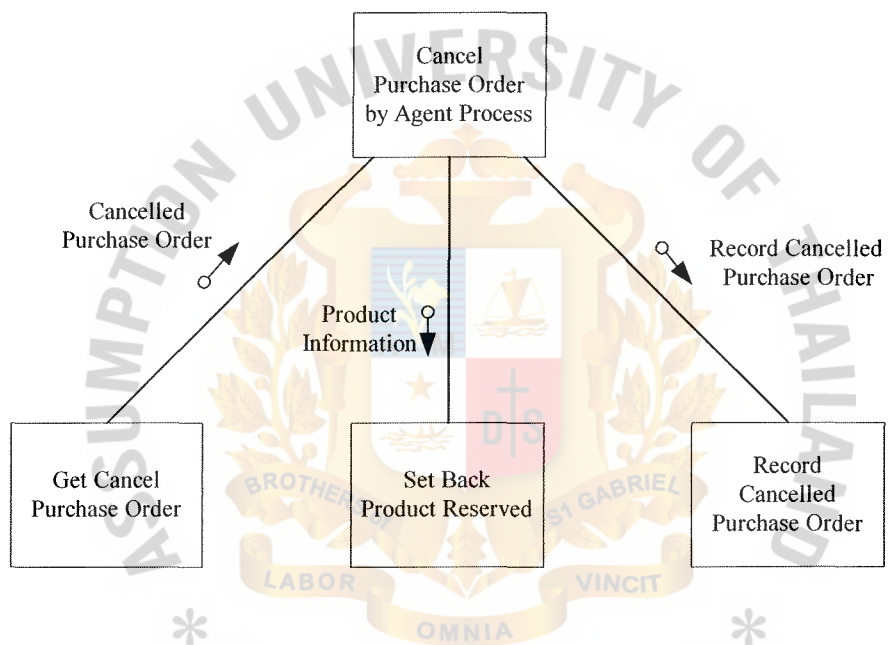 Cancel
Purchase Order
by Agent Process
Cancelled
Purchase Order
Record Cancelled
Purchase Order
Product
Information
Get Cancel
Purchase Order
Set Back
Product Reserved
Record
Cancelled
Purchase Order
ASSUMPTION UNIVERSITY OF THAILAND
D S
BROTHERS of
S1 GABRIEL
LABOR
VINCIT
OMNIA